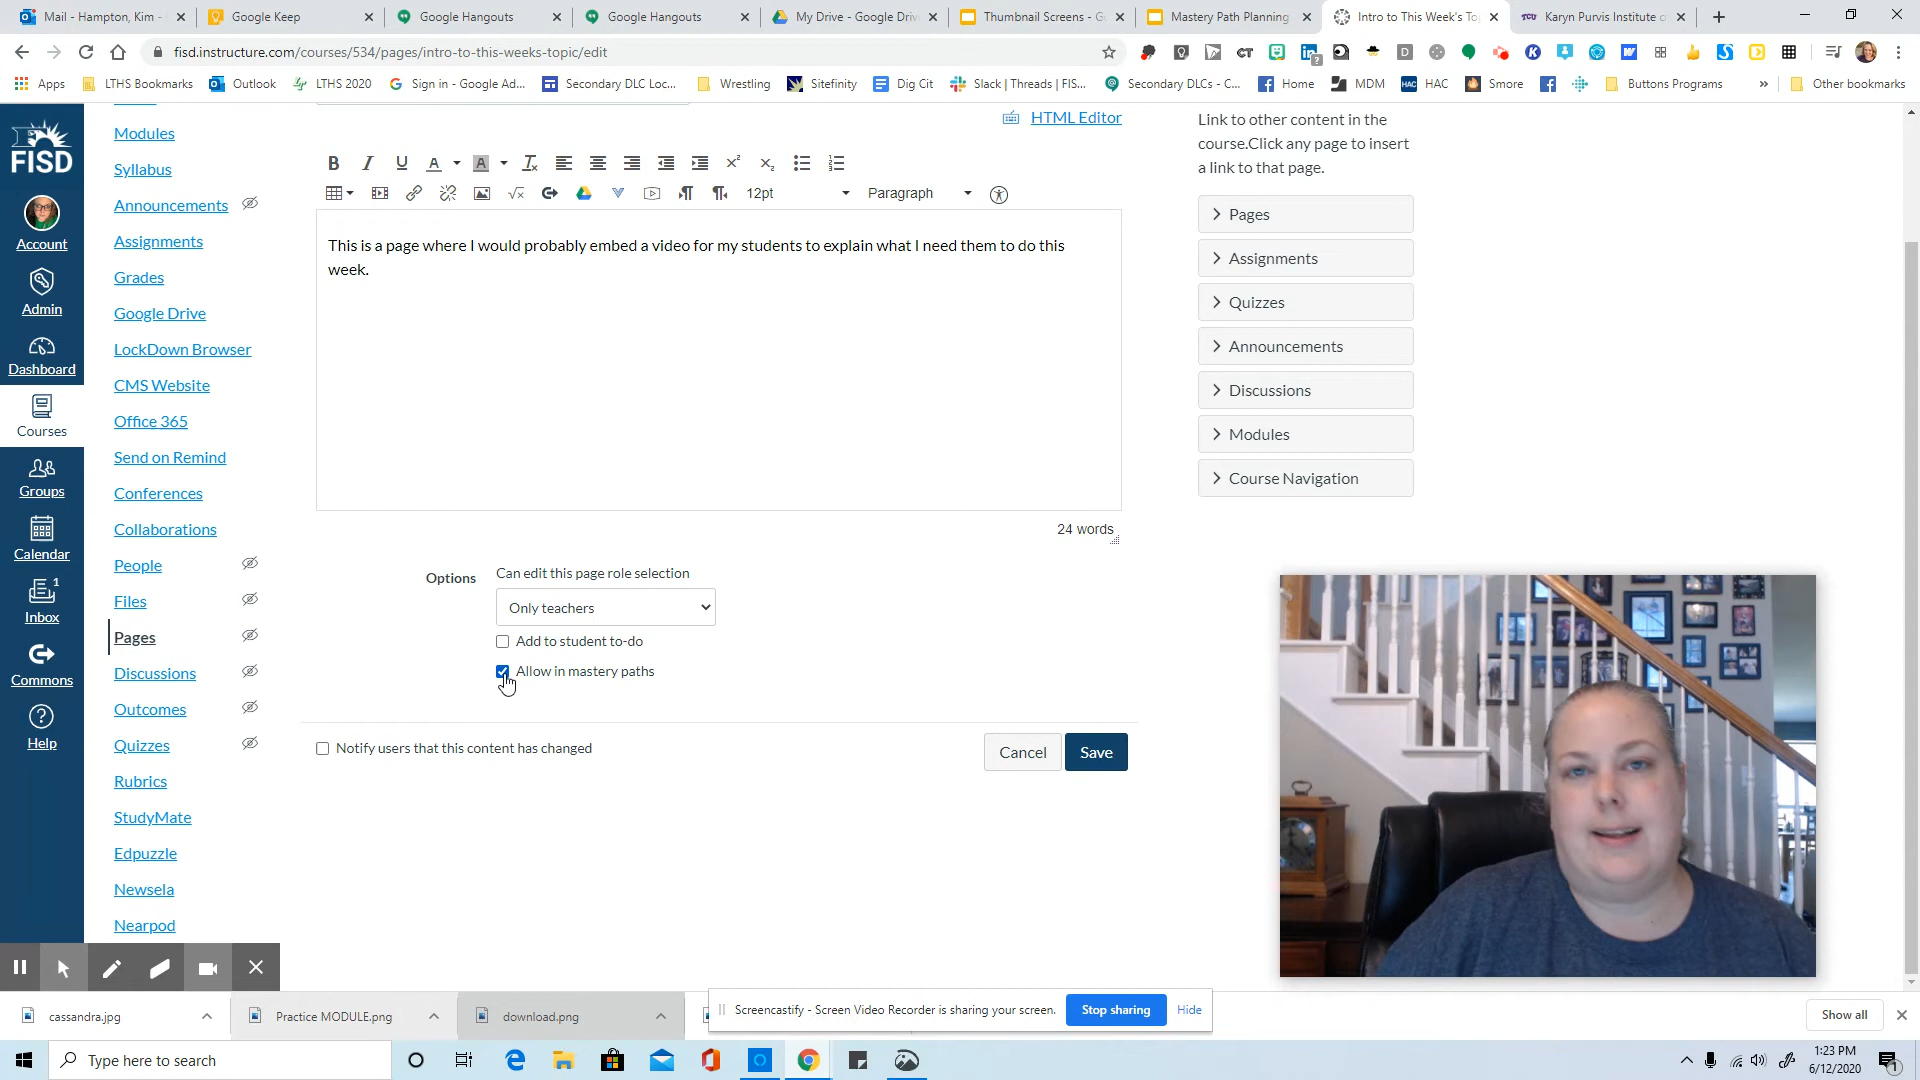 Mail - Hampton, Kim -
Google Keep
Google Hangouts
Google Hangouts
My Drive - Google Driv
Thumbnail Screens - G
Mastery Path Planning
Intro to This Week's To
TCU Karyn Purvis Institute o
fisd.instructure.com/courses/534/pages/intro-to-this-weeks-topic/edit
Apps
LTHS Bookmarks
Outlook
LTHS 2020
Sign in - Google Ad...
Secondary DLC Loc...
Wrestling
Sitefinity
Dig Cit
Slack | Threads | FIS...
Secondary DLCs - C...
Home
MDM
HAC HAC
Smore
Buttons Programs
»
Other bookmarks
FISD
Account
Admin
Dashboard
Courses
Groups
Calendar
1
Inbox
Commons
Help
Modules
Syllabus
Announcements
Assignments
Grades
Google Drive
LockDown Browser
CMS Website
Office 365
Send on Remind
Conferences
Collaborations
People
Files
Pages
Discussions
Outcomes
Quizzes
Rubrics
StudyMate
Edpuzzle
Newsela
Nearpod
HTML Editor
12pt
Paragraph
This is a page where I would probably embed a video for my students to explain what I need them to do this
week.
24 words
Options
Can edit this page role selection
Only teachers
Add to student to-do
Allow in mastery paths
Notify users that this content has changed
Cancel
Save
Link to other content in the
course.Click any page to insert
a link to that page.
Pages
Assignments
Quizzes
Announcements
Discussions
Modules
Course Navigation
cassandra.jpg
Practice MODULE.png
download.png
Screencastify - Screen Video Recorder is sharing your screen.
Stop sharing
Hide
Show all
Type here to search
1:23 PM
6/12/2020
1